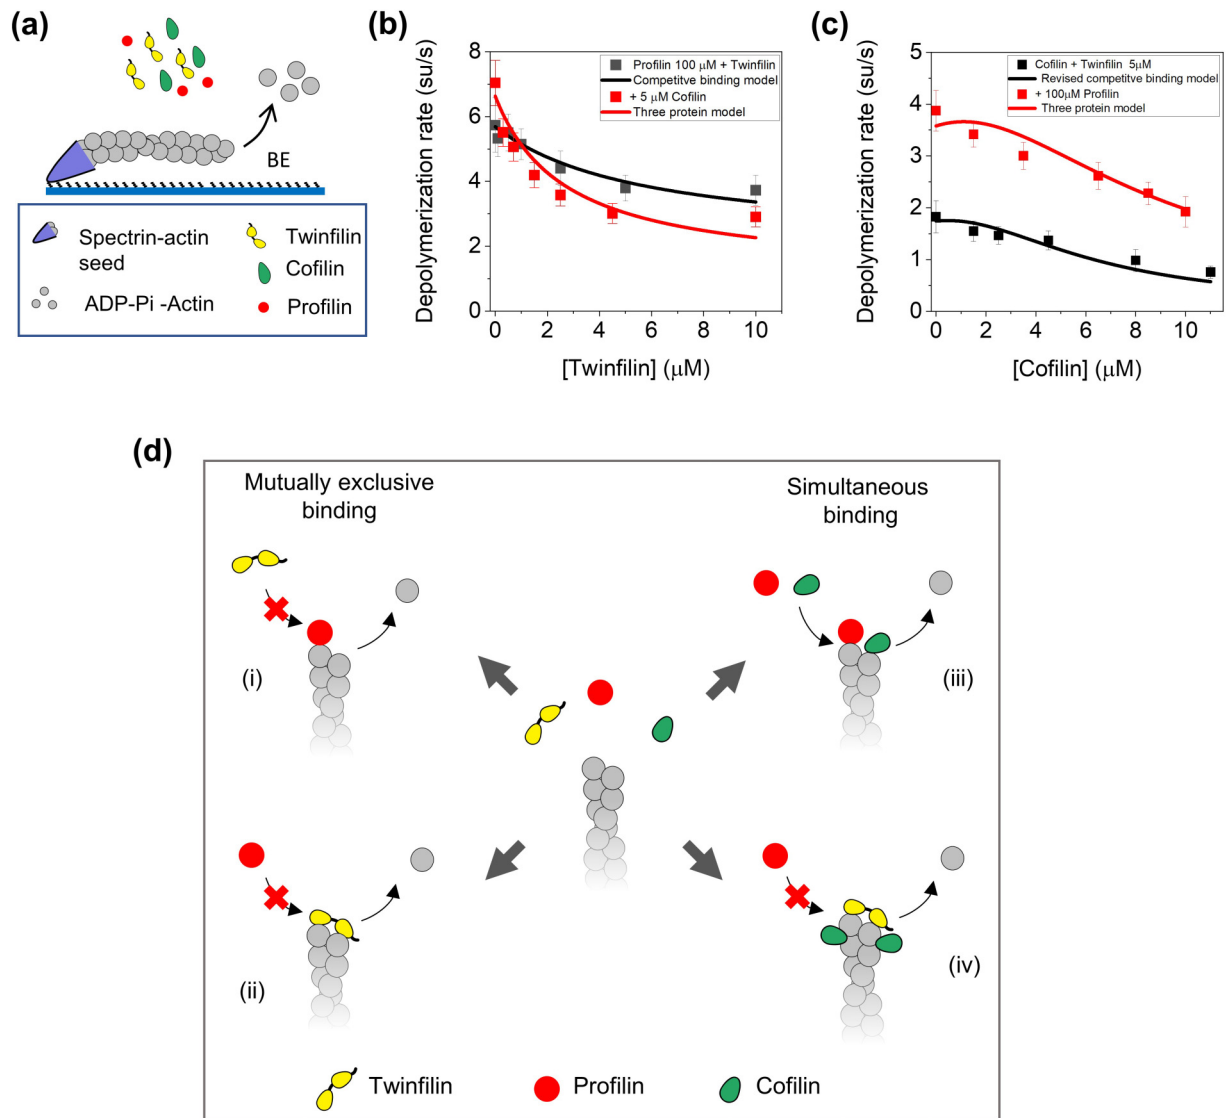 (a)
BE
Spectrin-actin
seed
ADP-Pi -Actin
Twinfilin
Cofilin
Profilin
(b)
Depolymerization rate (su/s)
8
6
4
2
0
Profilin 100 μM + Twinfilin
Competitve binding model
+ 5 μM Cofilin
Three protein model
0 2 4 6 8 10
[Twinfilin] (μM)
(c)
Depolymerization rate (su/s)
5
4
3
2
1
0
Cofilin + Twinfilin 5μM
Revised competitve binding model
+ 100μM Profilin
Three protein model
0 2 4 6 8 10
[Cofilin] (μM)
(d)
Mutually exclusive
binding
Simultaneous
binding
(i)
(iii)
(ii)
(iv)
Twinfilin
Profilin
Cofilin